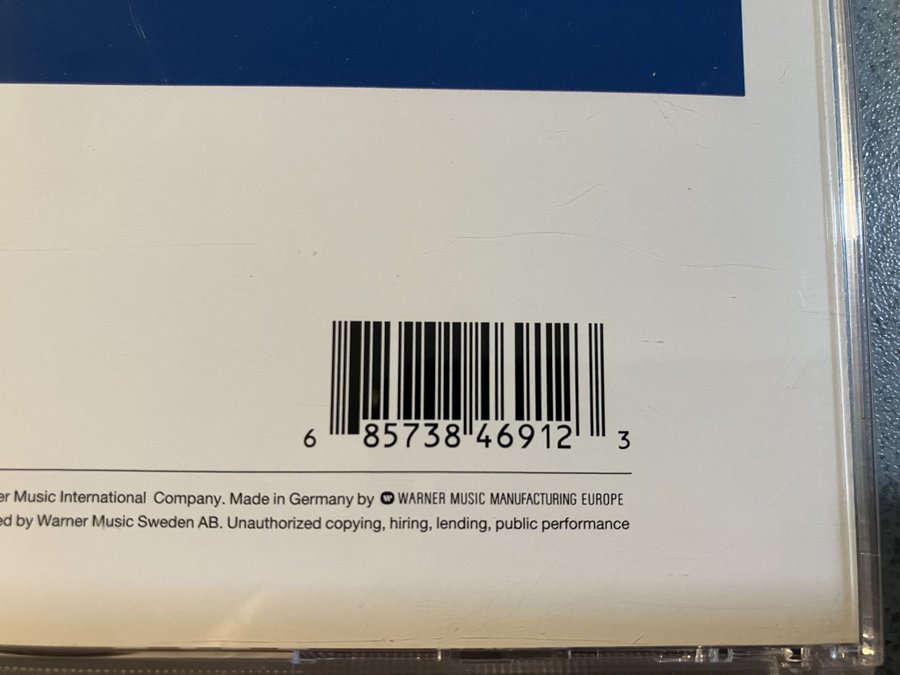 6 85738 46912 3
er Music International Company. Made in Germany by WARNER MUSIC MANUFACTURING EUROPE
ed by Warner Music Sweden AB. Unauthorized copying, hiring, lending, public performance